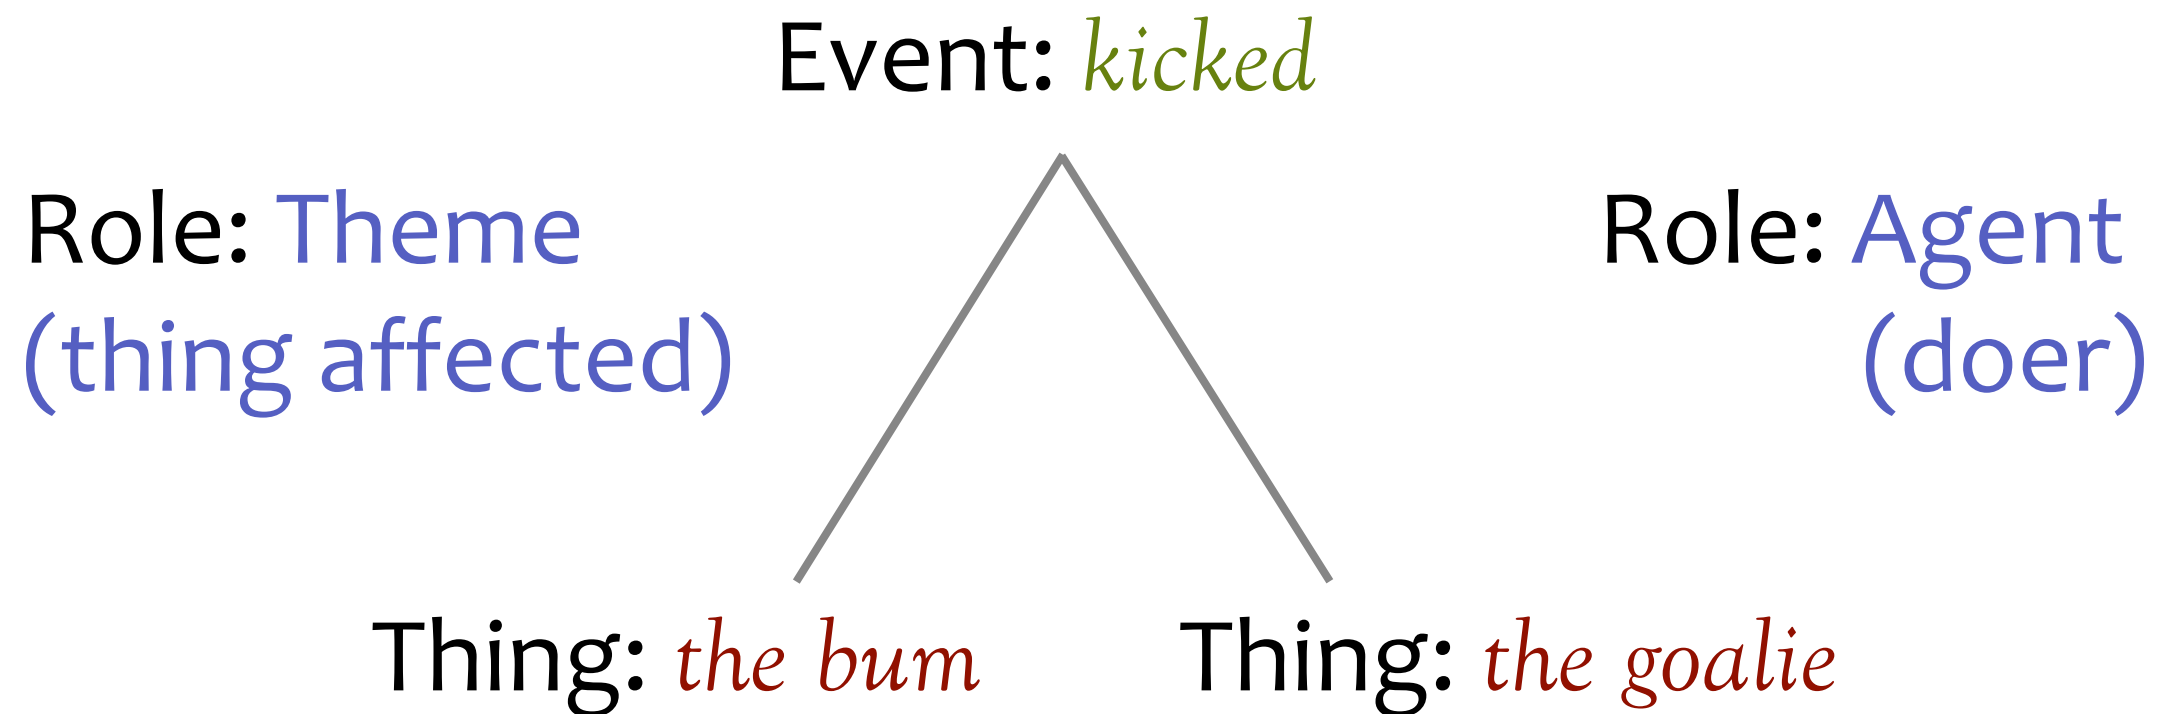 Event: kicked
Role: Theme
(thing affected)
Role: Agent
(doer)
Thing: the bum
Thing: the goalie